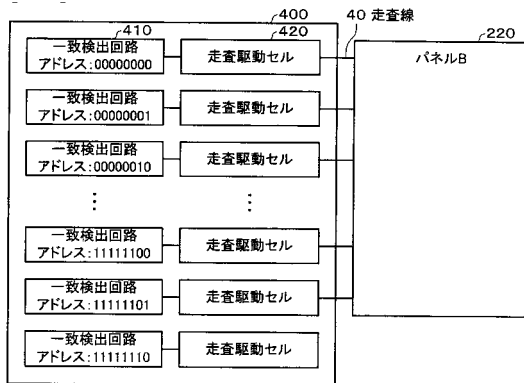 400
410
420
40 走査線
220
一致検出回路
アドレス:00000000
走査駆動セル
パネルB
一致検出回路
アドレス:00000001
走査駆動セル
一致検出回路
アドレス:00000010
走査駆動セル
一致検出回路
アドレス:11111100
走査駆動セル
一致検出回路
アドレス:11111101
走査駆動セル
一致検出回路
アドレス:11111110
走査駆動セル